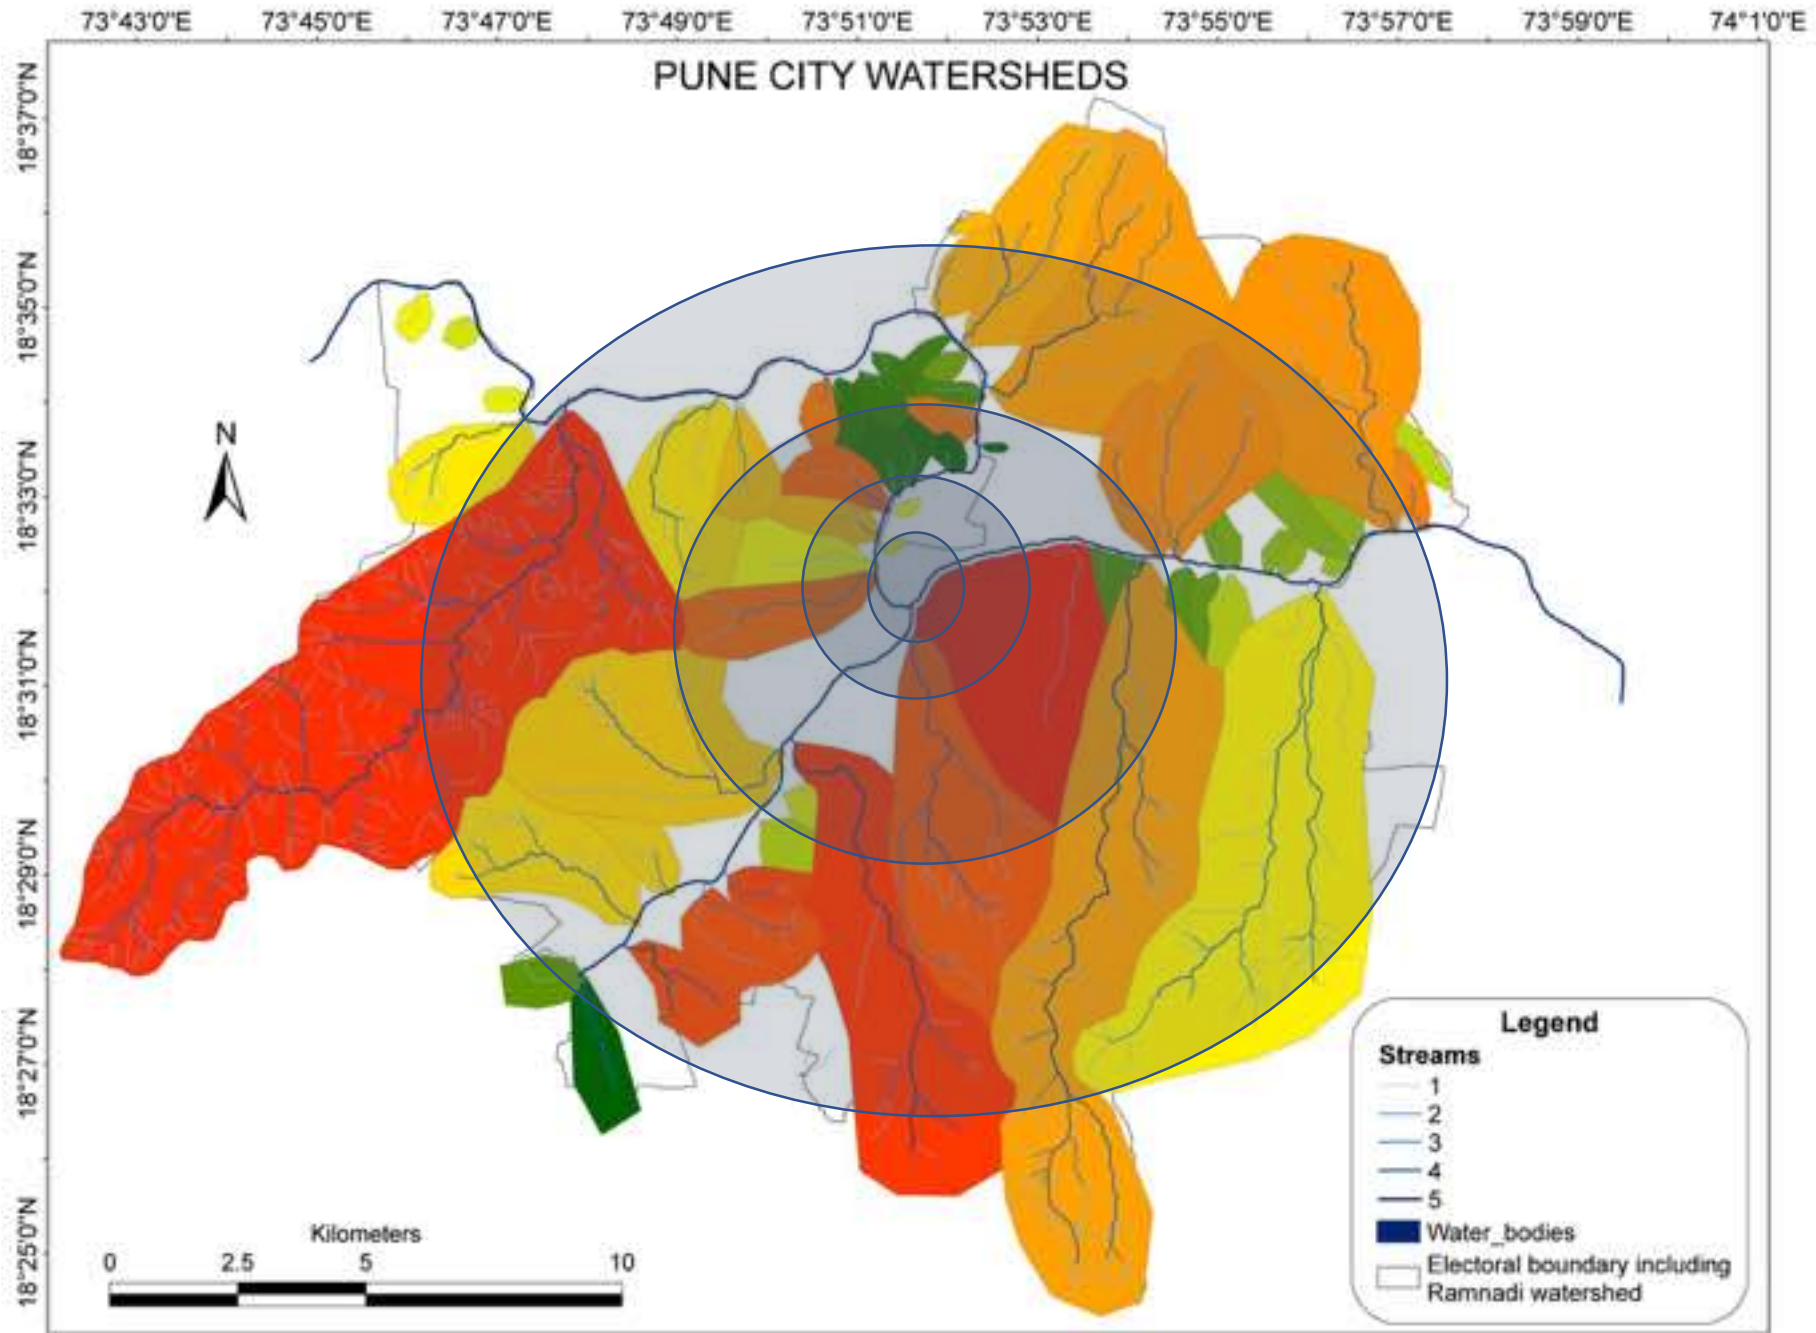 73°43'0"E 73°45'0"E 73°47'0"E 73°49'0"E 73°51'0"E 73°53'0"E 73°55'0"E 73°57'0"E 73°59'0"E 74°1'0"E
PUNE CITY WATERSHEDS
18°37'0"N
18°35'0"N
18°33'0"N
18°31'0"N
18°29'0"N
18°27'0"N
18°25'0"N
N
Kilometers
0 2.5 5 10
Legend
Streams
1
2
3
4
5
Water_bodies
Electoral boundary including
Ramnadi watershed